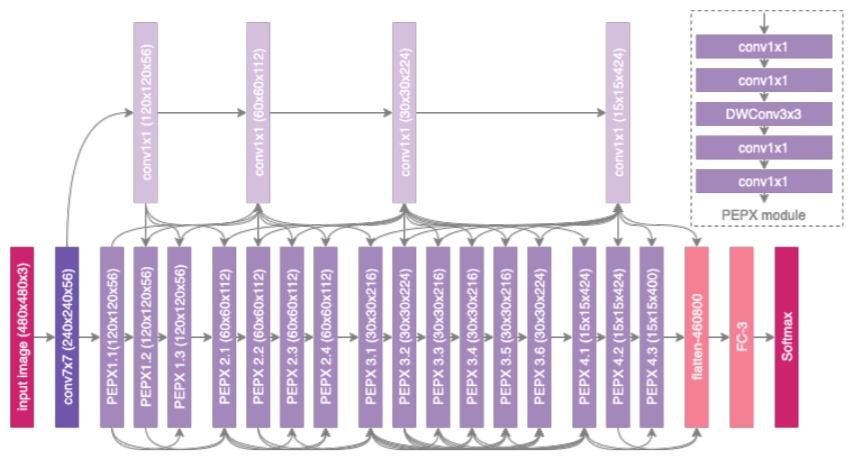 conv1x1 (120x120x56)
conv1x1 (60x60x112)
conv1x1 (30x30x224)
conv1x1 (15x15x424)
conv1x1
conv1x1
DWConv3x3
conv1x1
conv1x1
PEPX module
input image (480x480x3)
conv7x7 (240x240x56)
PEPX1.1(120x120x56)
PEPX1.2 (120x120x56)
PEPX 1.3 (120x120x56)
PEPX 2.1 (60x60x112)
PEPX 2.2 (60x60x112)
PEPX 2.3 (60x60x112)
PEPX 2.4 (60x60x112)
PEPX 3.1 (30x30x216)
PEPX 3.2 (30x30x224)
PEPX 3.3 (30x30x216)
PEPX 3.4 (30x30x216)
PEPX 3.5 (30x30x216)
PEPX 3.6 (30x30x224)
PEPX 4.1 (15x15x424)
PEPX 4.2 (15x15x424)
PEPX 4.3 (15x15x400)
flatten-460800
FC-3
Softmax